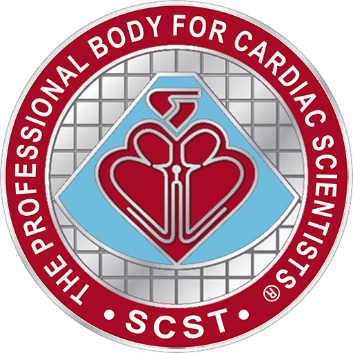 THE PROFESSIONAL BODY FOR CARDIAC SCIENTISTS ®
• SCST •